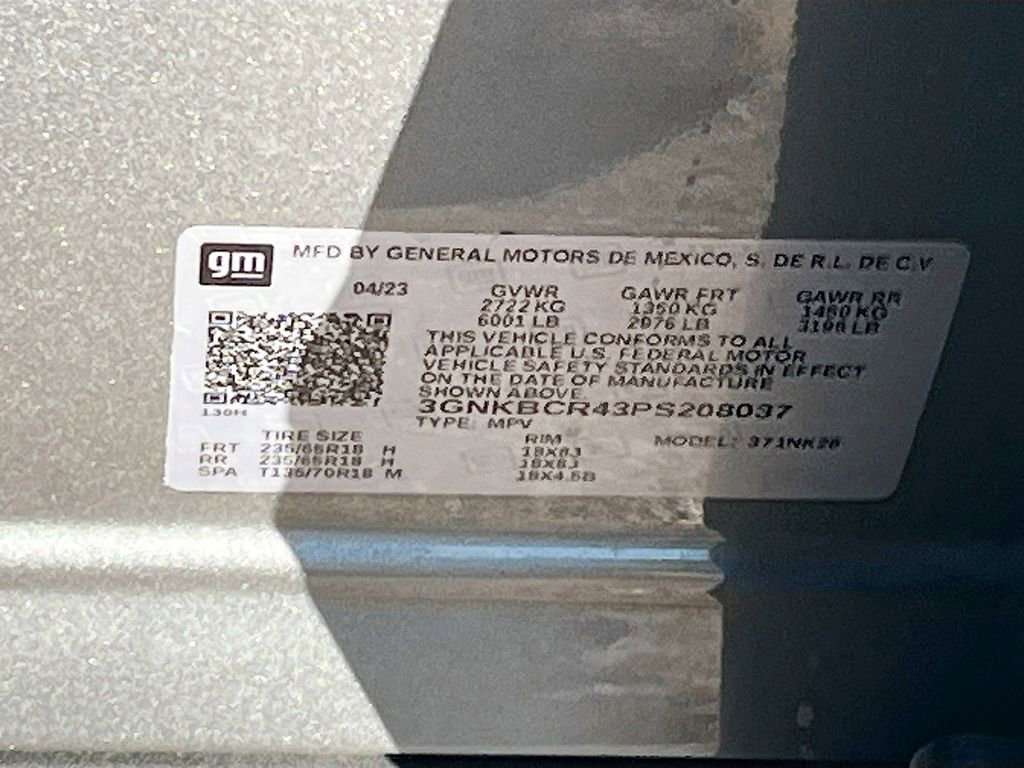 gm
MFD BY GENERAL MOTORS DE MEXICO, S. DE R.L. DE C.V
04/23
GVWR
2722 KG
6001 LB
GAWR FRT
1350 KG
2976 LB
GAWR RR
1450 KG
3196 LB
THIS VEHICLE CONFORMS TO ALL
APPLICABLE U.S. FEDERAL MOTOR
VEHICLE SAFETY STANDARDS IN EFFECT
ON THE DATE OF MANUFACTURE
SHOWN ABOVE.
3GNKBCR43PS208037
TYPE: MPV
130H
TIRE SIZE
RIM
MODEL: 371NK26
FRT 235/65R18 H 18X8J
RR 235/65R18 H 18X8J
SPA T135/70R18 M 18X4.5B